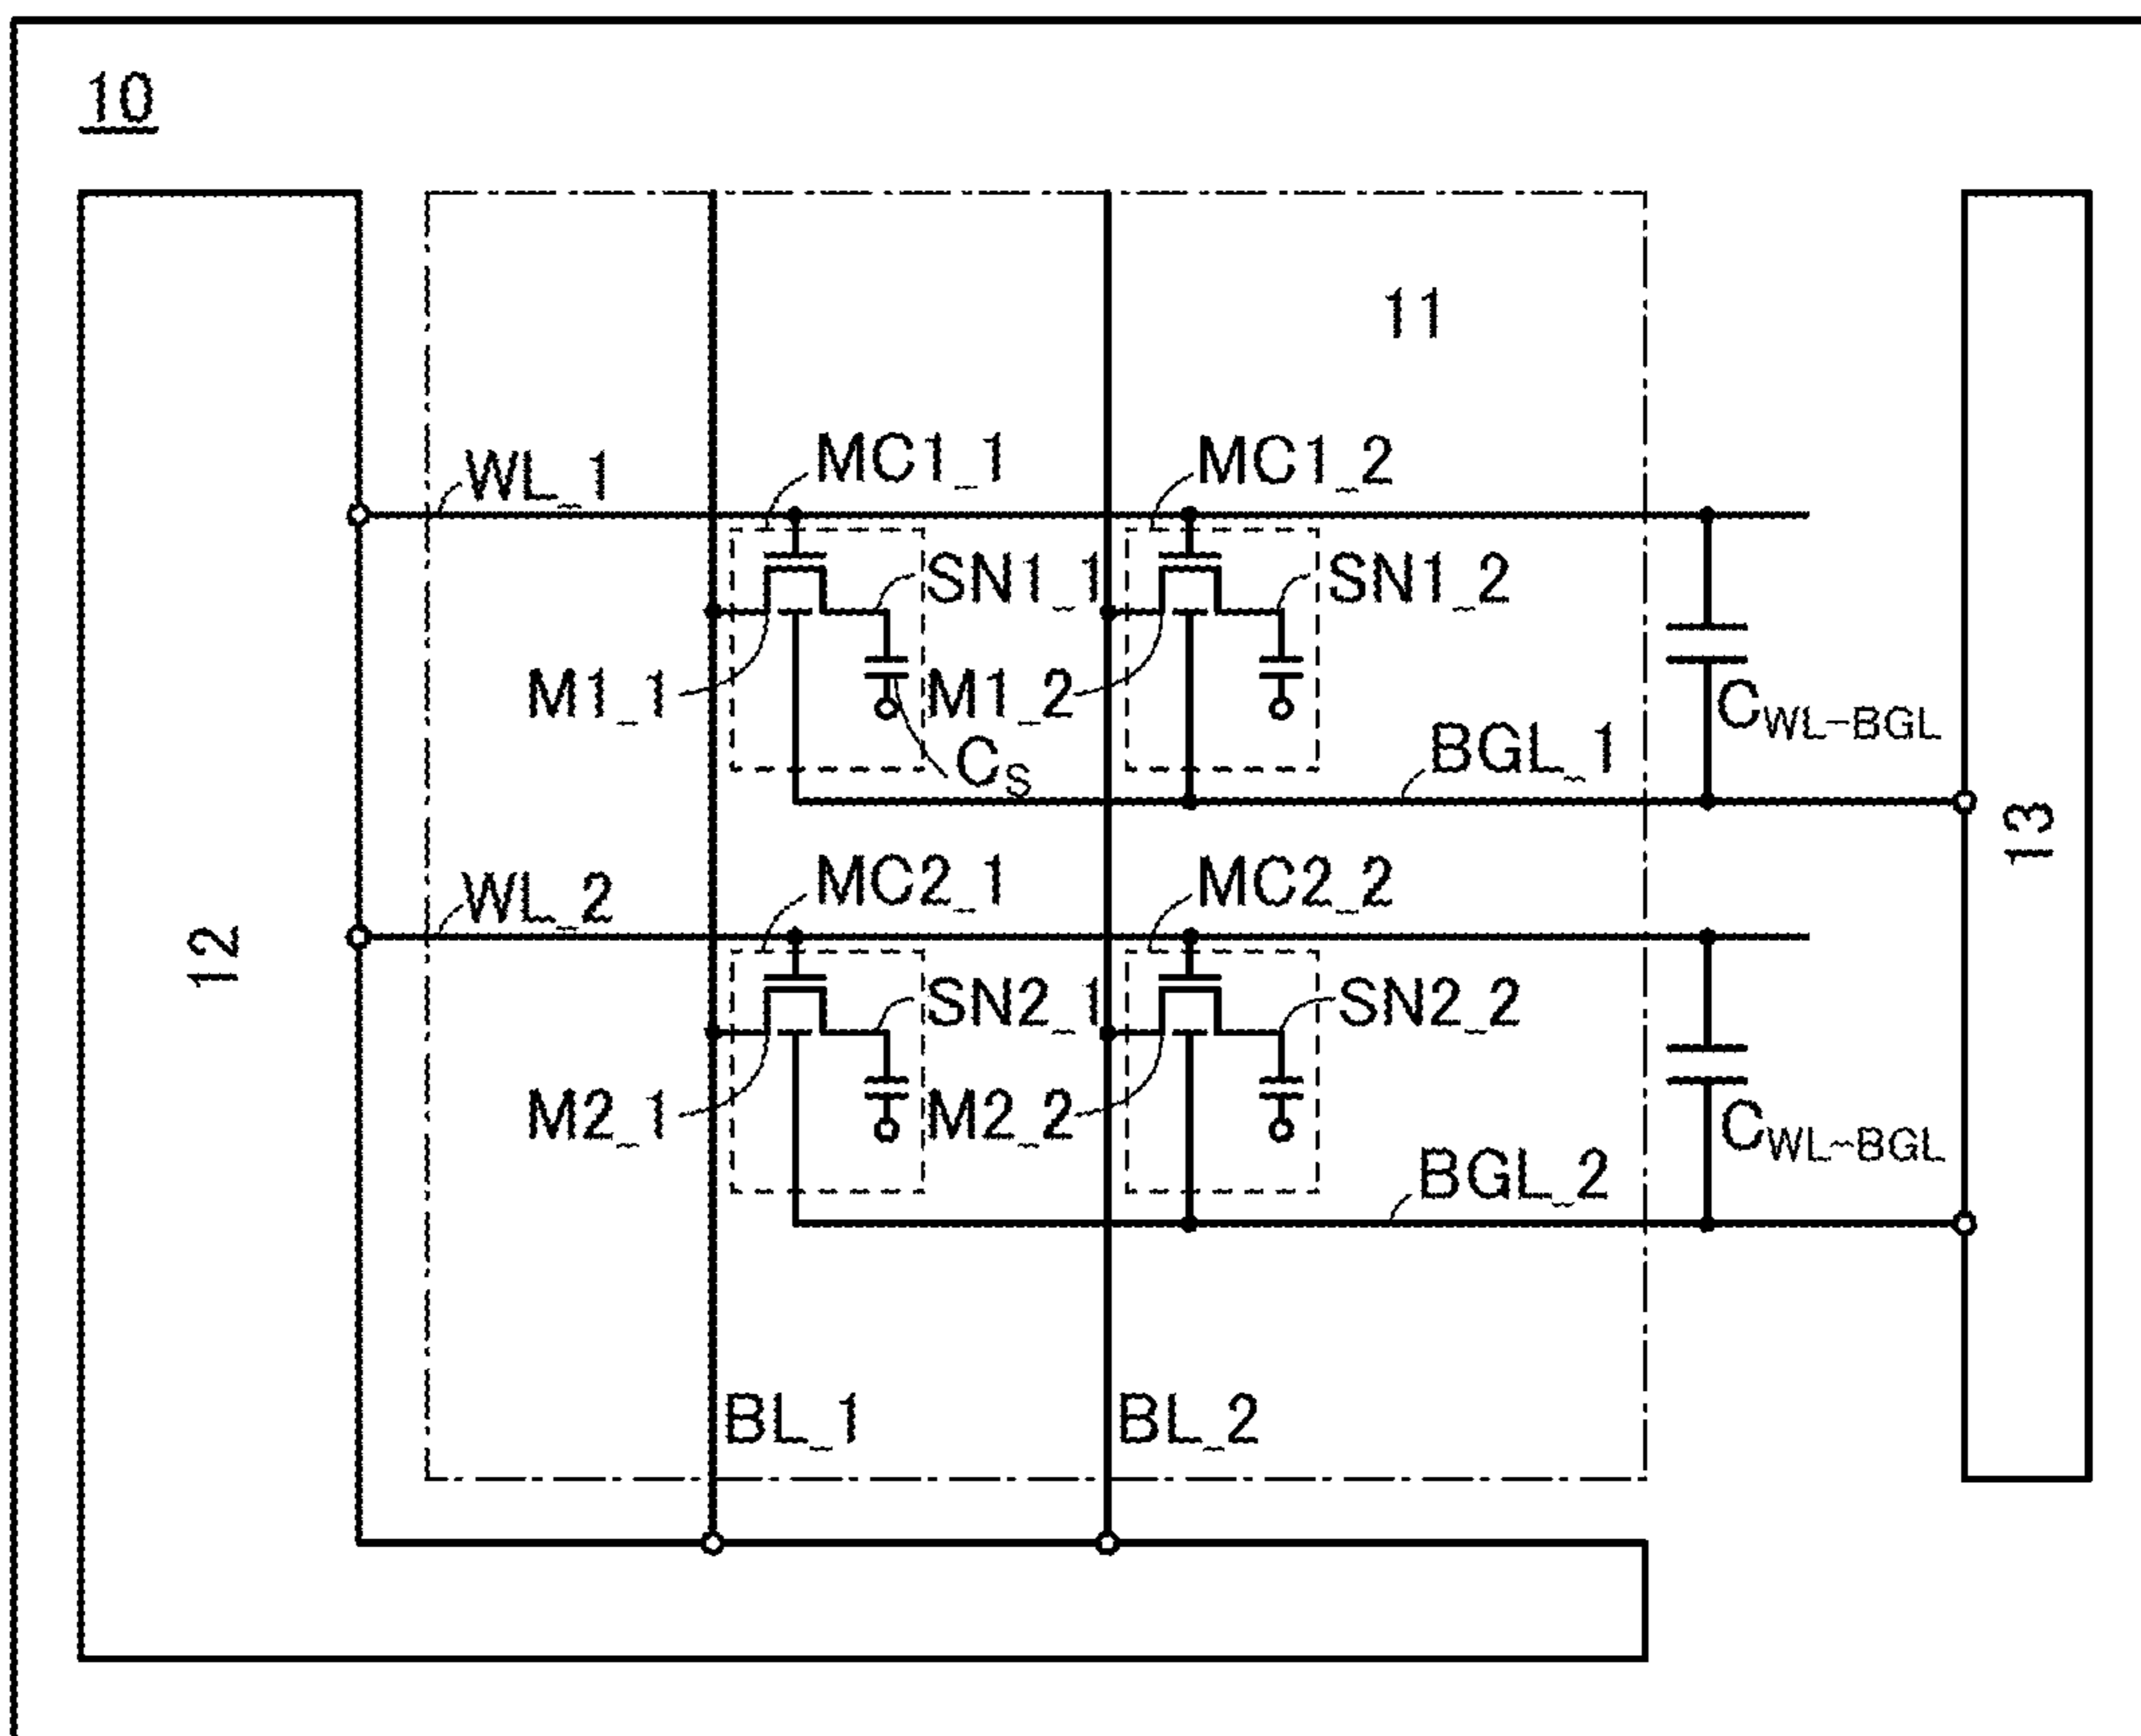 10
11
WL_1
MC1_1
MC1_2
SN1_1
SN1_2
M1_1
M1_2
CS
CWL-BGL
BGL_1
13
WL_2
MC2_1
MC2_2
12
SN2_1
SN2_2
M2_1
M2_2
CWL-BGL
BGL_2
BL_1
BL_2